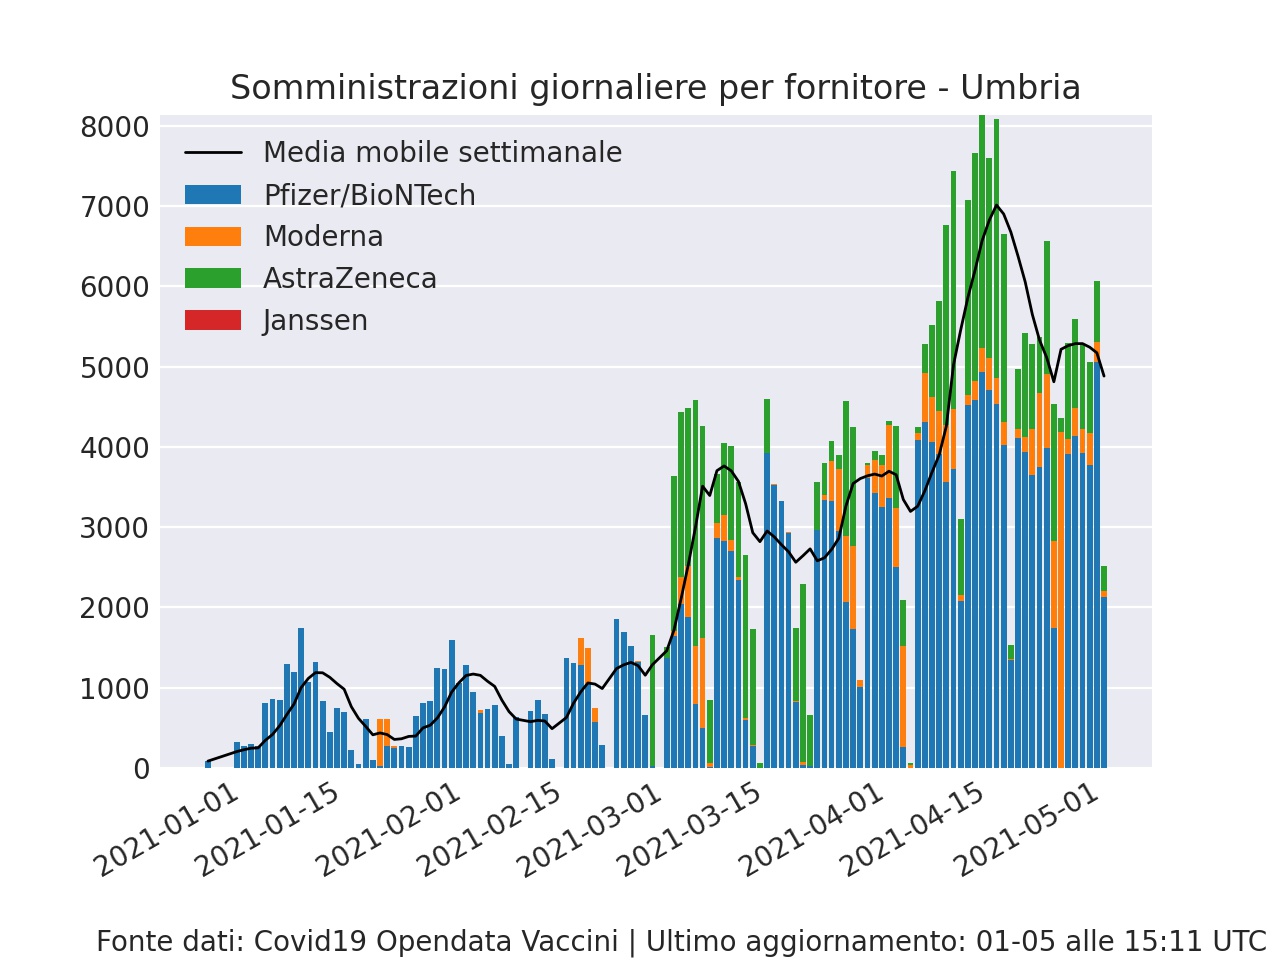 Somministrazioni giornaliere per fornitore - Umbria
8000
7000
6000
5000
4000
3000
2000
1000
0
Media mobile settimanale
Pfizer/BioNTech
Moderna
AstraZeneca
Janssen
2021-01-01
2021-01-15
2021-02-01
2021-02-15
2021-03-01
2021-03-15
2021-04-01
2021-04-15
2021-05-01
Fonte dati: Covid19 Opendata Vaccini | Ultimo aggiornamento: 01-05 alle 15:11 UTC